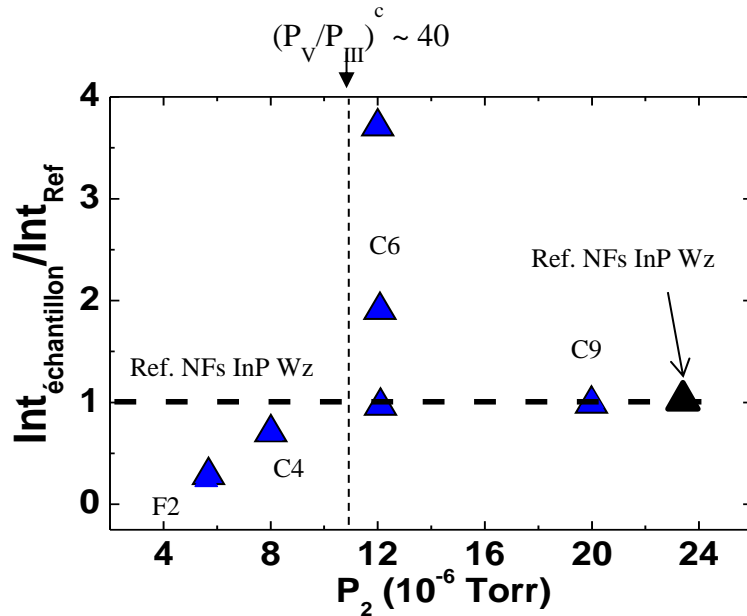 (P_V/P_III)^c ~ 40
4
3
2
1
0
Int_échantillon/Int_Ref
C6
Ref. NFs InP Wz
C9
Ref. NFs InP Wz
C4
F2
4 8 12 16 20 24
P_2 (10^-6 Torr)